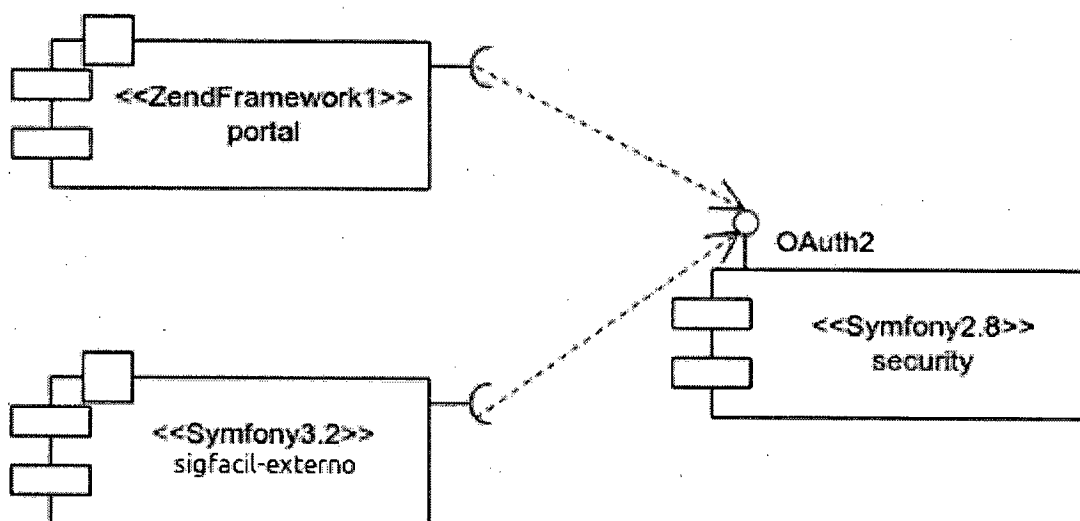 <<ZendFramework1>>
portal
OAuth2
<<Symfony2.8>>
security
<<Symfony3.2>>
sigfacil-externo